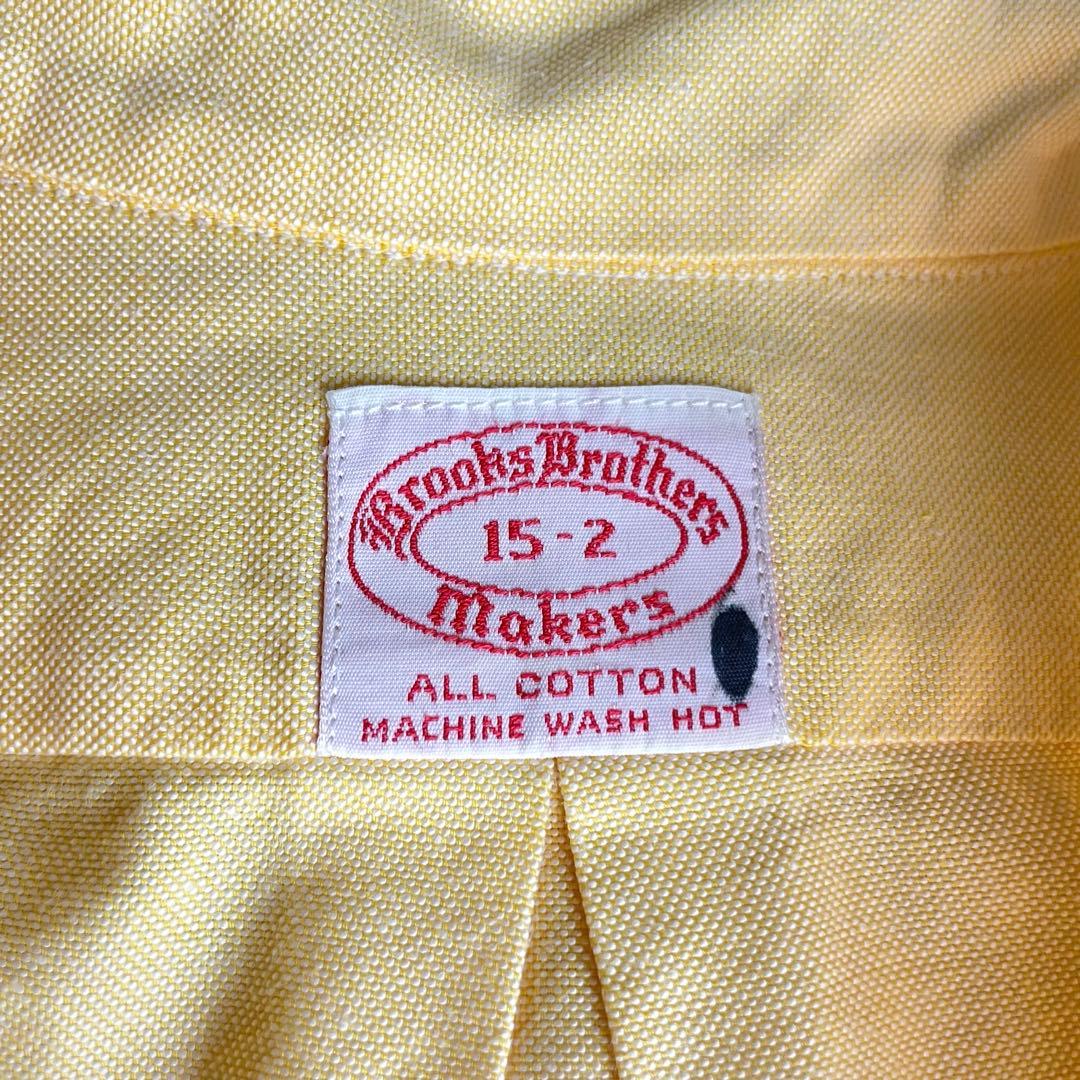 Brooks Brothers
15-2
Makers
ALL COTTON
MACHINE WASH HOT